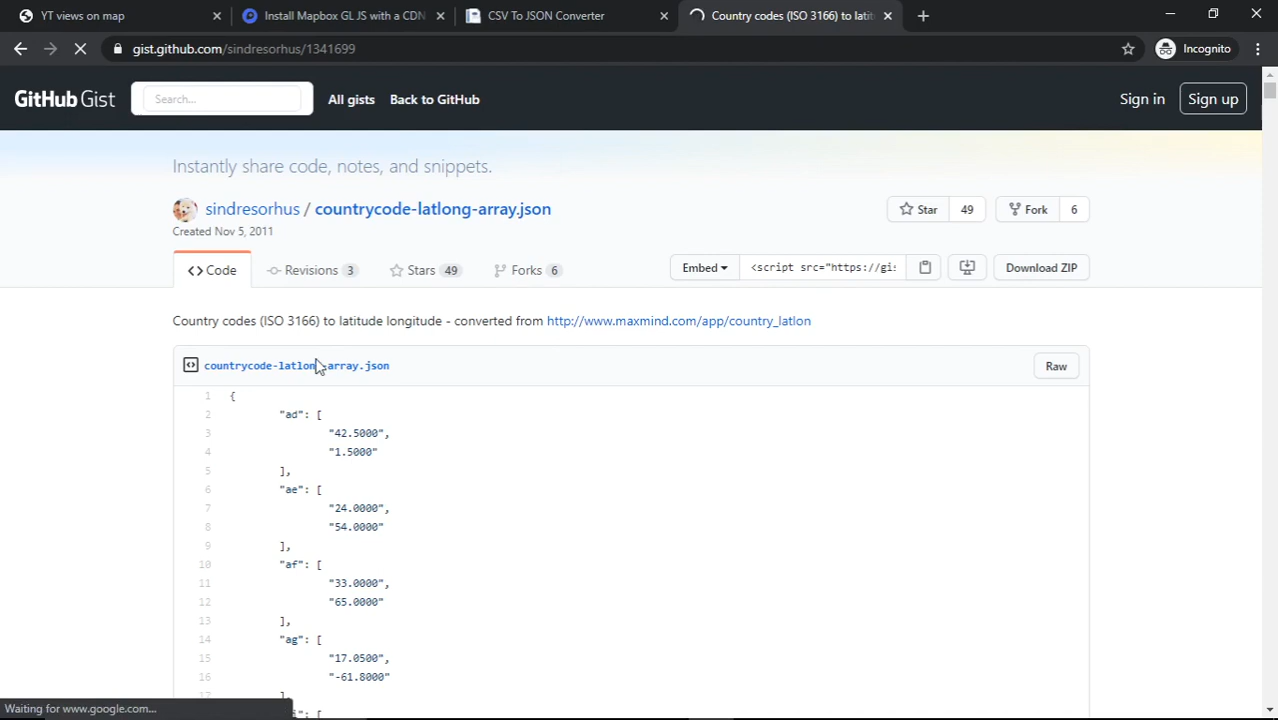 YT views on map
Install Mapbox GL JS with a CDN
CSV To JSON Converter
Country codes (ISO 3166) to lati
gist.github.com/sindresorhus/1341699
Incognito
GitHub Gist
Search...
All gists
Back to GitHub
Sign in
Sign up
Instantly share code, notes, and snippets.
sindresorhus / countrycode-latlong-array.json
Star 49
Fork 6
Created Nov 5, 2011
<> Code
Revisions 3
Stars 49
Forks 6
Embed
<script src="https://gi
Download ZIP
Country codes (ISO 3166) to latitude longitude - converted from http://www.maxmind.com/app/country_latlon
countrycode-latlon -array.json
Raw
1 {
2 "ad": [
3 "42.5000",
4 "1.5000"
5 ],
6 "ae": [
7 "24.0000",
8 "54.0000"
9 ],
10 "af": [
11 "33.0000",
12 "65.0000"
13 ],
14 "ag": [
15 "17.0500",
16 "-61.8000"
17 ],
Waiting for www.google.com...